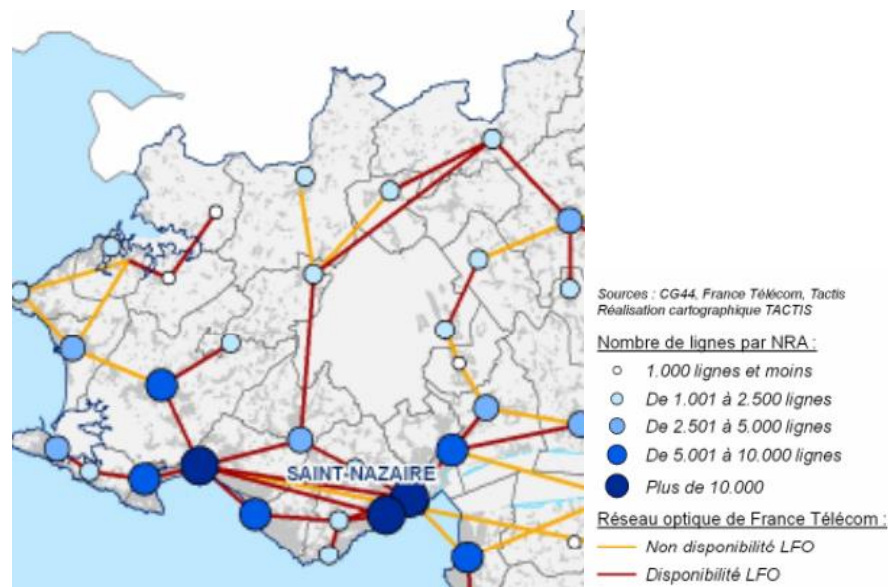 SAINT-NAZAIRE
Sources : CG44, France Télécom, Tactis
Réalisation cartographique TACTIS
Nombre de lignes par NRA :
1.000 lignes et moins
De 1.001 à 2.500 lignes
De 2.501 à 5.000 lignes
De 5.001 à 10.000 lignes
Plus de 10.000
Réseau optique de France Télécom :
Non disponibilité LFO
Disponibilité LFO